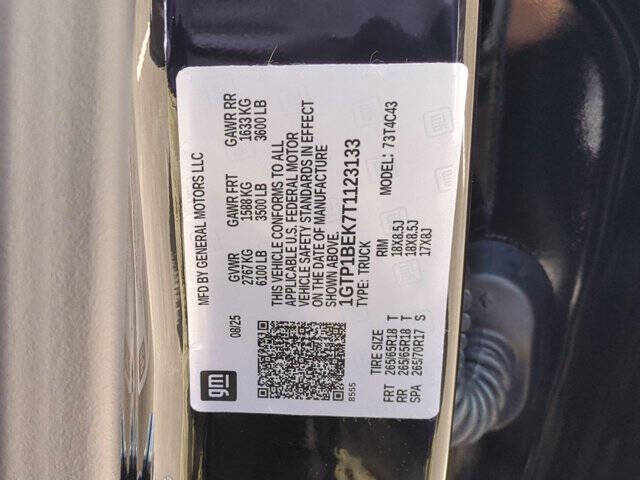 MFD BY GENERAL MOTORS LLC
08/25
GVWR GAWR FRT GAWR RR
2767 KG 1588 KG 1633 KG
6100 LB 3500 LB 3600 LB
THIS VEHICLE CONFORMS TO ALL
APPLICABLE U.S. FEDERAL MOTOR
VEHICLE SAFETY STANDARDS IN EFFECT
ON THE DATE OF MANUFACTURE
SHOWN ABOVE.
1GTP1BEK7T1123133
TYPE: TRUCK MODEL: 73T4C43
gm
8555
TIRE SIZE RIM
FRT 265/65R18 T 18X8.5J
RR 265/65R18 T 18X8.5J
SPA 265/70R17 S 17X8J